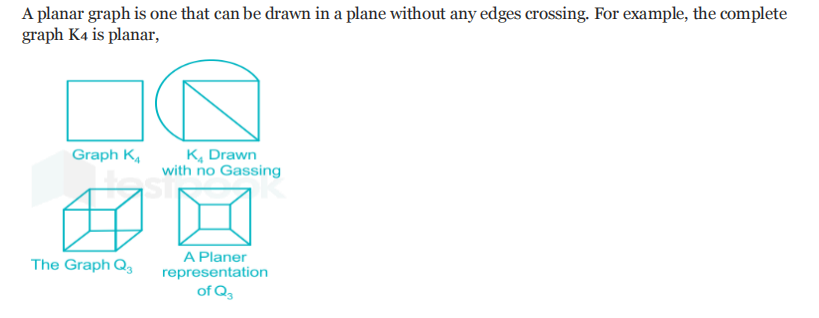 A planar graph is one that can be drawn in a plane without any edges crossing. For example, the complete
graph K4 is planar,
Graph K₄
K₄ Drawn
with no Gassing
testbook
The Graph Q₃
A Planer
representation
of Q₃